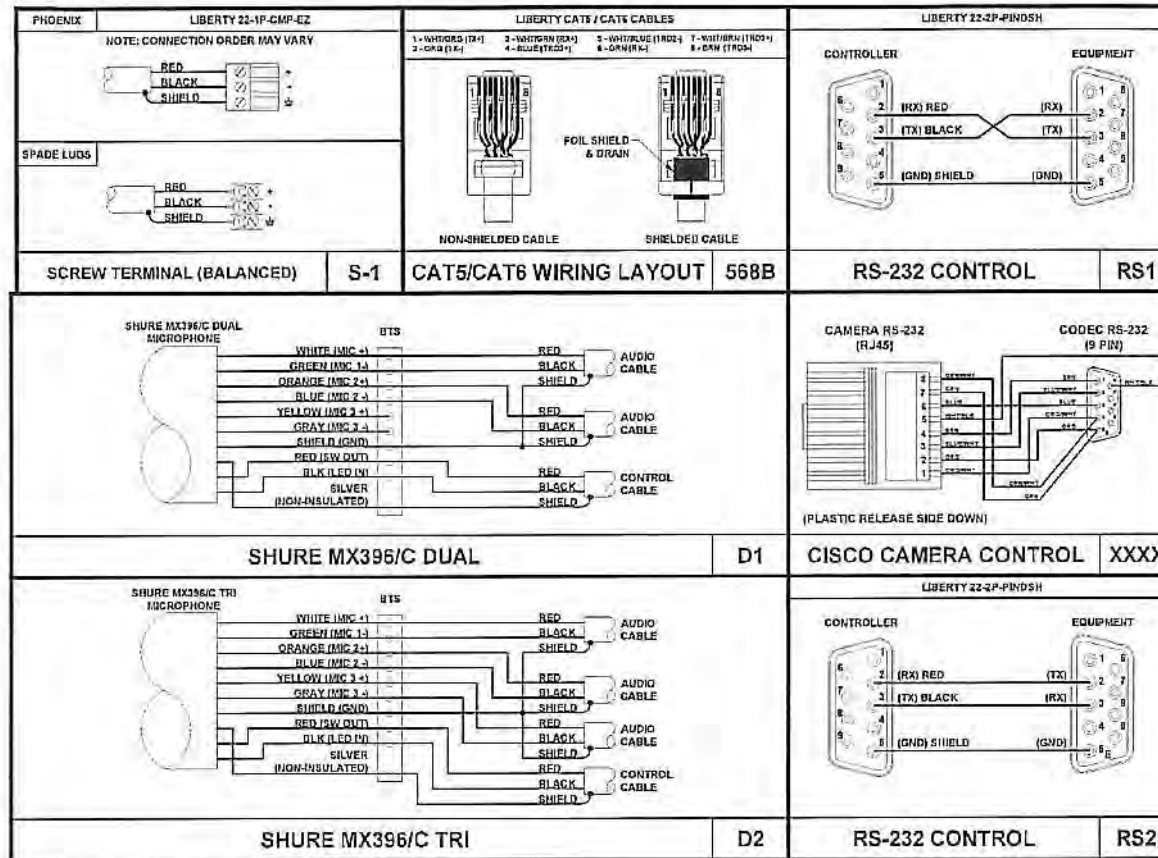 PHOENIX
LIBERTY 22-1P-CMP-EZ
NOTE: CONNECTION ORDER MAY VARY
RED
BLACK
SHIELD
SPADE LUGS
RED
BLACK
SHIELD
SCREW TERMINAL (BALANCED)
S-1
LIBERTY CAT5 / CAT6 CABLES
1 8
1 8
FOIL SHIELD
& DRAIN
NON-SHIELDED CABLE
SHIELDED CABLE
CAT5/CAT6 WIRING LAYOUT
568B
LIBERTY 22-2P-PINDSH
CONTROLLER
EQUIPMENT
(RX) RED
(RX)
(TX) BLACK
(TX)
(GND) SHIELD
(GND)
RS-232 CONTROL
RS1
SHURE MX396/C DUAL
MICROPHONE
BTS
WHITE (MIC +)
GREEN (MIC 1-)
ORANGE (MIC 2+)
BLUE (MIC 2 -)
YELLOW (MIC 3 +)
GRAY (MIC 3 -)
SHIELD (GND)
RED (SW OUT)
BLK (LED IN)
SILVER
(NON-INSULATED)
RED
BLACK
SHIELD
AUDIO
CABLE
RED
BLACK
SHIELD
AUDIO
CABLE
RED
BLACK
SHIELD
CONTROL
CABLE
SHURE MX396/C DUAL
D1
CAMERA RS-232
(RJ45)
CODEC RS-232
(9 PIN)
8
7
6
5
4
3
2
1
(PLASTIC RELEASE SIDE DOWN)
CISCO CAMERA CONTROL
XXXX
SHURE MX396/C TRI
MICROPHONE
BTS
WHITE (MIC +)
GREEN (MIC 1-)
ORANGE (MIC 2+)
BLUE (MIC 2 -)
YELLOW (MIC 3 +)
GRAY (MIC 3 -)
SHIELD (GND)
RED (SW OUT)
BLK (LED IN)
SILVER
(NON-INSULATED)
RED
BLACK
SHIELD
AUDIO
CABLE
RED
BLACK
SHIELD
AUDIO
CABLE
RED
BLACK
SHIELD
AUDIO
CABLE
RED
BLACK
SHIELD
CONTROL
CABLE
SHURE MX396/C TRI
D2
LIBERTY 22-2P-PINDSH
CONTROLLER
EQUIPMENT
(RX) RED
(TX)
(TX) BLACK
(RX)
(GND) SHIELD
(GND)
RS-232 CONTROL
RS2